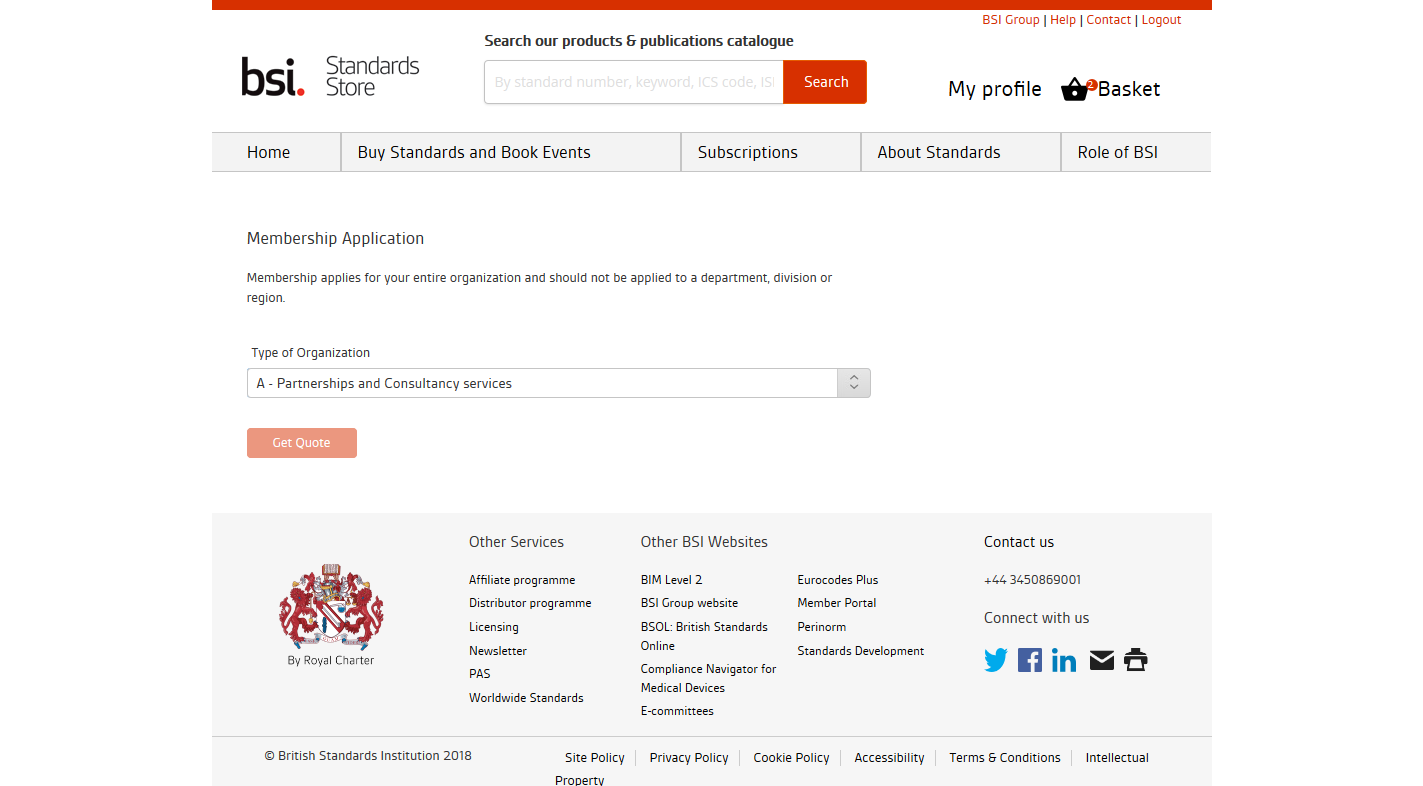 BSI Group | Help | Contact | Logout
Search our products & publications catalogue
bsi. Standards Store
By standard number, keyword, ICS code, ISI
Search
My profile
2
Basket
Home
Buy Standards and Book Events
Subscriptions
About Standards
Role of BSI
Membership Application
Membership applies for your entire organization and should not be applied to a department, division or
region.
Type of Organization
A - Partnerships and Consultancy services
Get Quote
By Royal Charter
Other Services
Affiliate programme
Distributor programme
Licensing
Newsletter
PAS
Worldwide Standards
Other BSI Websites
BIM Level 2
BSI Group website
BSOL: British Standards
Online
Compliance Navigator for
Medical Devices
E-committees
Eurocodes Plus
Member Portal
Perinorm
Standards Development
Contact us
+44 3450869001
Connect with us
© British Standards Institution 2018
Site Policy
Privacy Policy
Cookie Policy
Accessibility
Terms & Conditions
Intellectual
Property